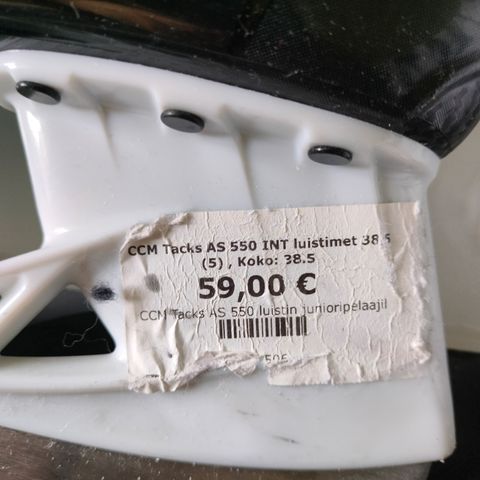 CCM Tacks AS 550 INT luistimet 38.5
(5) , Koko: 38.5
59,00 €
CCM Tacks AS 550 luistin junioripelaajil